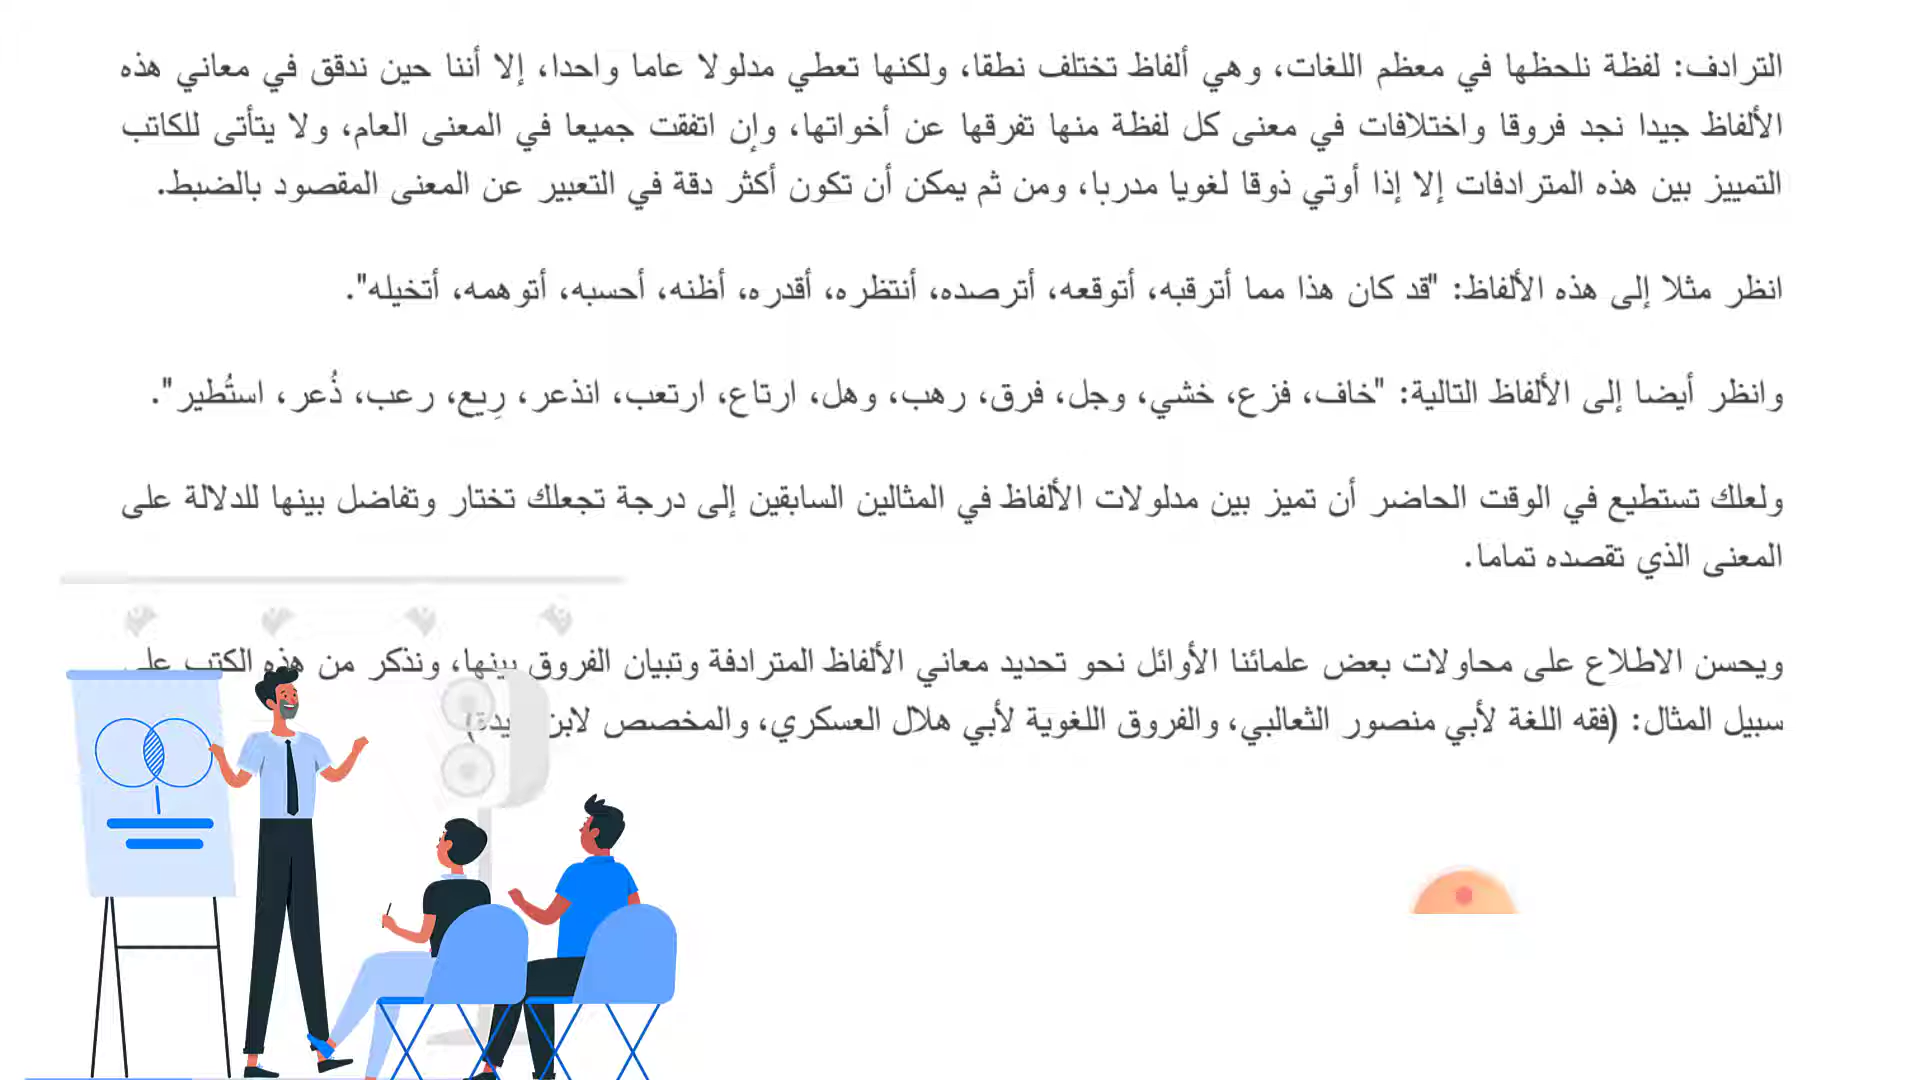 الترادف: لفظة نلحظها في معظم اللغات، وهي ألفاظ تختلف نطقا، ولكنها تعطي مدلولا عاما واحدا، إلا أننا حين ندقق في معاني هذه
الألفاظ جيدا نجد فروقا واختلافات في معنى كل لفظة منها تفرقها عن أخواتها، وإن اتفقت جميعا في المعنى العام، ولا يتأتى للكاتب
التمييز بين هذه المترادفات إلا إذا أوتي ذوقا لغويا مدربا، ومن ثم يمكن أن تكون أكثر دقة في التعبير عن المعنى المقصود بالضبط.
انظر مثلا إلى هذه الألفاظ: "قد كان هذا مما أترقبه، أتوقعه، أترصده، أنتظره، أقدره، أظنه، أحسبه، أتوهمه، أتخيله".
وانظر أيضا إلى الألفاظ التالية: "خاف، فزع، خشي، وجل، فرق، رهب، وهل، ارتاع، ارتعب، انذعر، رِيع، رعب، ذُعر، استُطير".
ولعلك تستطيع في الوقت الحاضر أن تميز بين مدلولات الألفاظ في المثالين السابقين إلى درجة تجعلك تختار وتفاضل بينها للدلالة على
المعنى الذي تقصده تماما.
ويحسن الاطلاع على محاولات بعض علمائنا الأوائل نحو تحديد معاني الألفاظ المترادفة وتبيان الفروق بينها، ونذكر من هذه الكتب على
سبيل المثال: (فقه اللغة لأبي منصور الثعالبي، والفروق اللغوية لأبي هلال العسكري، والمخصص لابن